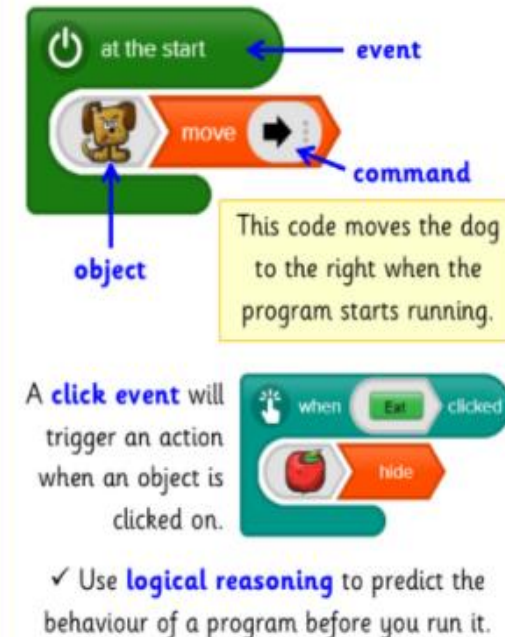 at the start
event
move
command
object
This code moves the dog
to the right when the
program starts running.
A click event will
trigger an action
when an object is
clicked on.
when Eat clicked
hide
✓ Use logical reasoning to predict the
behaviour of a program before you run it.